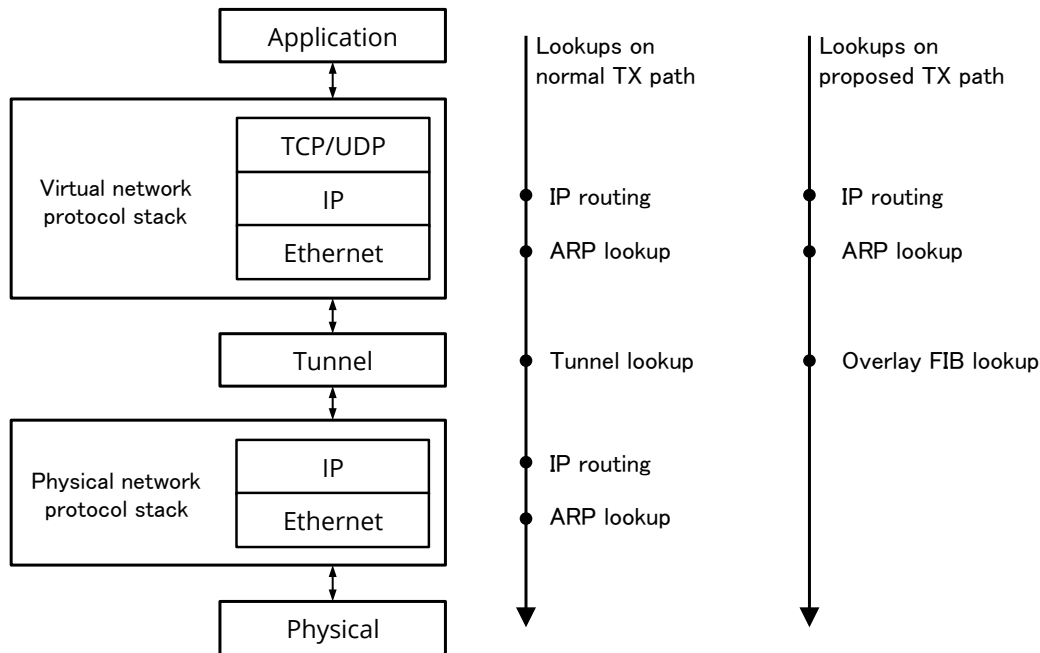 Application
Virtual network
protocol stack
TCP/UDP
IP
Ethernet
Tunnel
Physical network
protocol stack
IP
Ethernet
Physical
Lookups on
normal TX path
IP routing
ARP lookup
Tunnel lookup
IP routing
ARP lookup
Lookups on
proposed TX path
IP routing
ARP lookup
Overlay FIB lookup